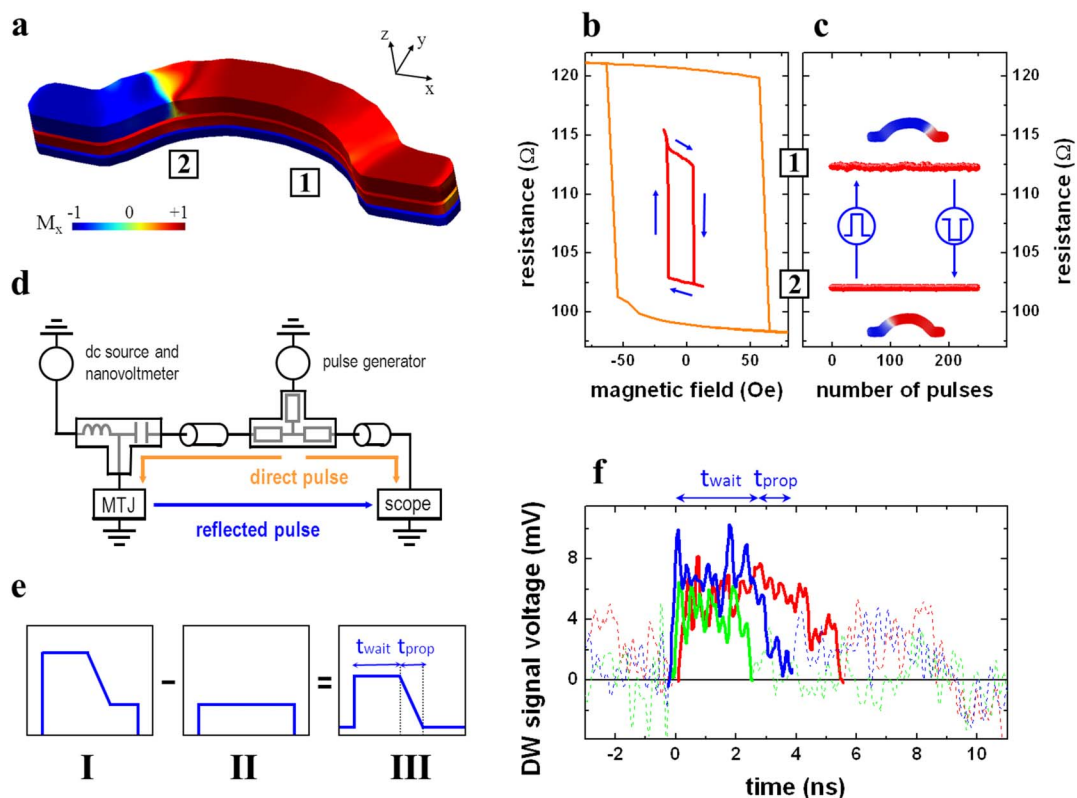 a
z
y
x
2
1
M_x
-1 0 +1
b
resistance (Ω)
120
115
110
105
100
-50 0 50
magnetic field (Oe)
1
2
c
120
115
110
105
100
resistance (Ω)
0 100 200
number of pulses
d
dc source and
nanovoltmeter
pulse generator
direct pulse
MTJ
scope
reflected pulse
e
t_wait t_prop
- =
I II III
f
t_wait t_prop
DW signal voltage (mV)
8
4
0
-2 0 2 4 6 8 10
time (ns)